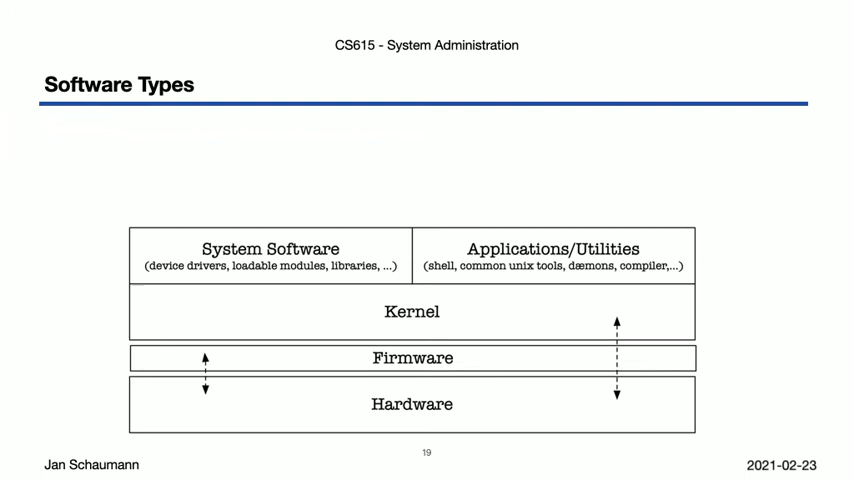 CS615 - System Administration
Software Types
System Software
Applications/Utilities
(device drivers, loadable modules, libraries, ...)
(shell, common unix tools, dæmons, compiler,...)
Kernel
Firmware
Hardware
19
Jan Schaumann
2021-02-23